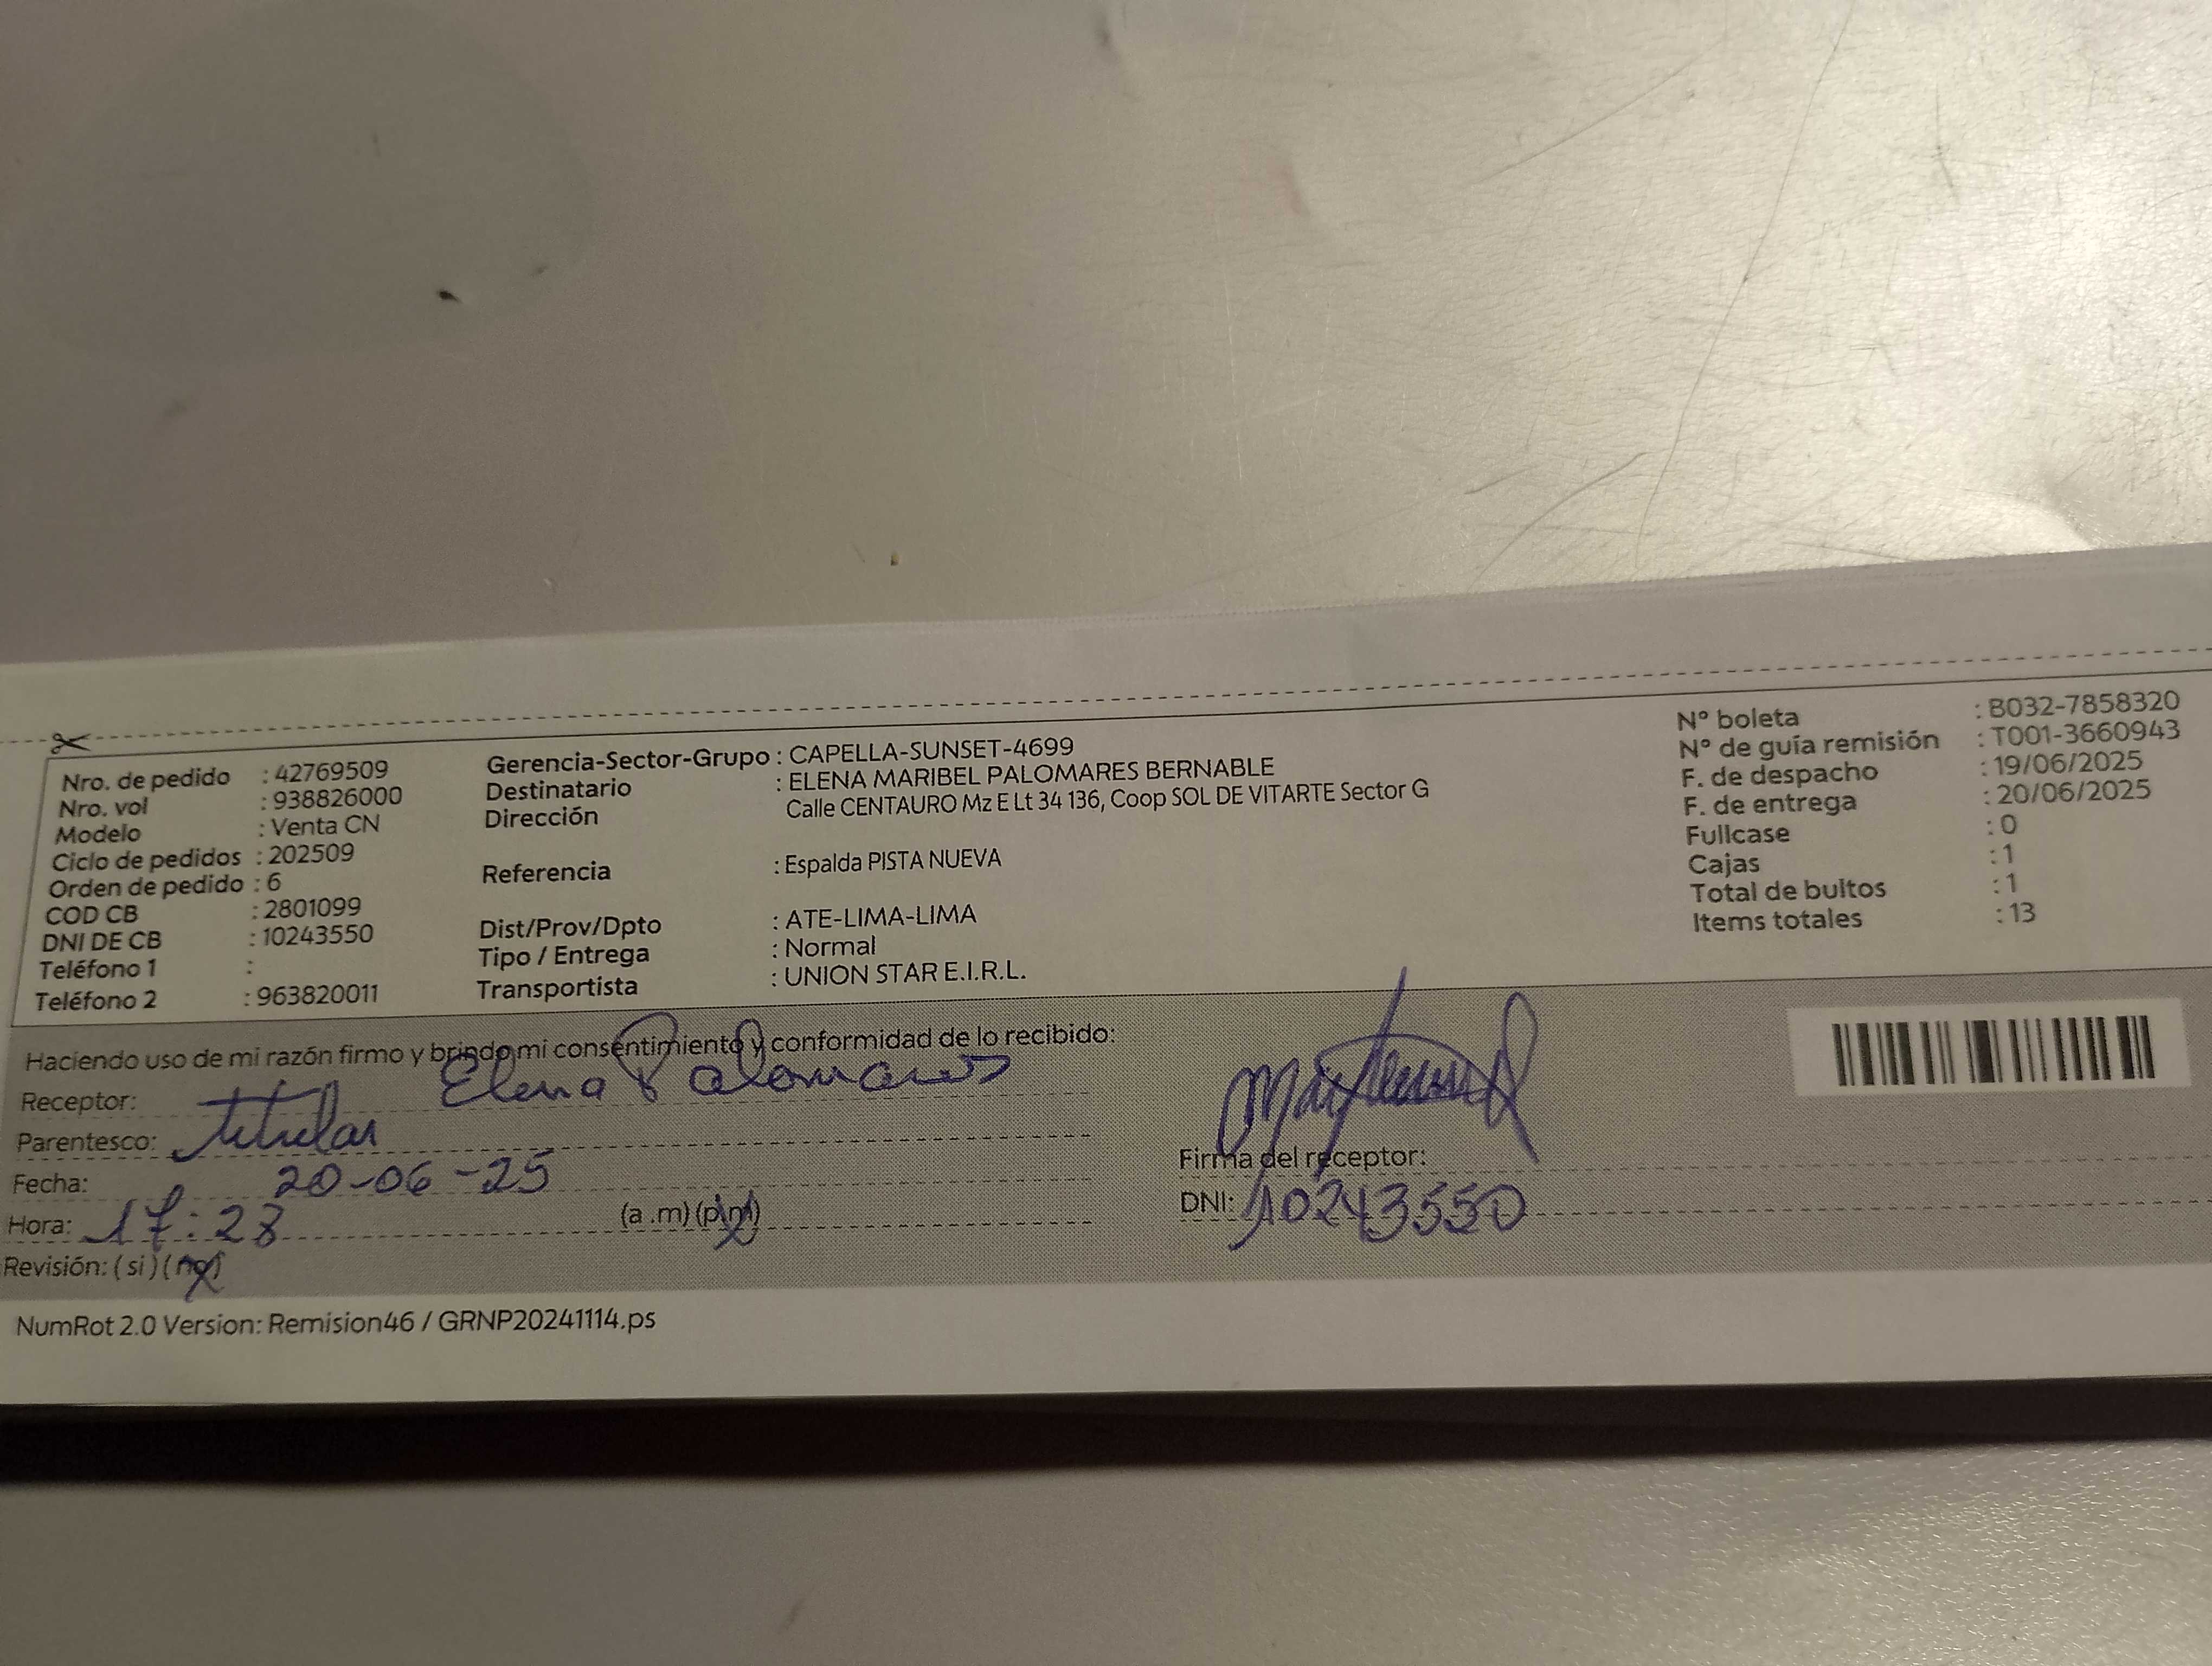 Nro. de pedido : 42769509
Nro. vol : 938826000
Modelo : Venta CN
Ciclo de pedidos : 202509
Orden de pedido : 6
COD CB : 2801099
DNI DE CB : 10243550
Teléfono 1 :
Teléfono 2 : 963820011
Gerencia-Sector-Grupo : CAPELLA-SUNSET-4699
Destinatario : ELENA MARIBEL PALOMARES BERNABLE
Dirección Calle CENTAURO Mz E Lt 34 136, Coop SOL DE VITARTE Sector G
Referencia : Espalda PISTA NUEVA
Dist/Prov/Dpto : ATE-LIMA-LIMA
Tipo / Entrega : Normal
Transportista : UNION STAR E.I.R.L.
N° boleta : B032-7858320
N° de guía remisión : T001-3660943
F. de despacho : 19/06/2025
F. de entrega : 20/06/2025
Fullcase : 0
Cajas : 1
Total de bultos : 1
Items totales : 13
Haciendo uso de mi razón firmo y brindo mi consentimiento y conformidad de lo recibido:
Receptor: Elena Palomares
Parentesco: titular
Fecha: 20-06-25
Hora: 17:28 (a .m) (p.m)
Revisión: ( si ) ( no )
Firma del receptor:
DNI: 10243550
NumRot 2.0 Version: Remision46 / GRNP20241114.ps